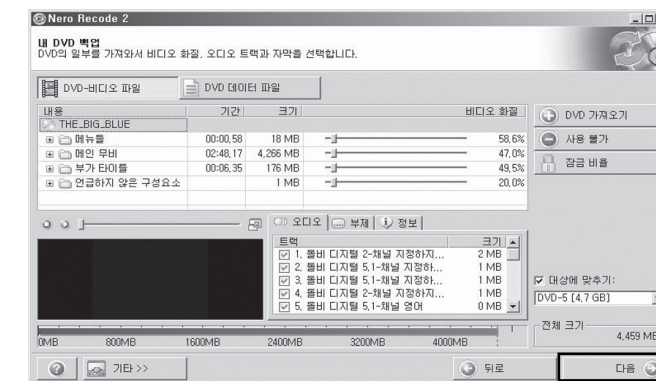 Nero Recode 2
내 DVD 백업
DVD의 일부를 가져와서 비디오 화질, 오디오 트랙과 자막을 선택합니다.
DVD-비디오 파일 DVD 데이터 파일
내용 기간 크기 비디오 화질
THE_BIG_BLUE
메뉴들 00:00,58 18 MB 58,6%
메인 무비 02:48,17 4,266 MB 47,0%
부가 타이틀 00:06,35 176 MB 49,5%
언급하지 않은 구성요소 1 MB 20,0%
DVD 가져오기
사용 불가
잠금 비율
오디오 부제 정보
트랙 크기
1, 돌비 디지털 2-채널 지정하지... 2 MB
2, 돌비 디지털 5,1-채널 지정하... 1 MB
3, 돌비 디지털 5,1-채널 지정하... 1 MB
4, 돌비 디지털 2-채널 지정하지... 1 MB
5, 돌비 디지털 5,1-채널 영어 0 MB
대상에 맞추기:
DVD-5 [4,7 GB]
전체 크기
4,459 MB
0MB 800MB 1600MB 2400MB 3200MB 4000MB
기타 >> 뒤로 다음